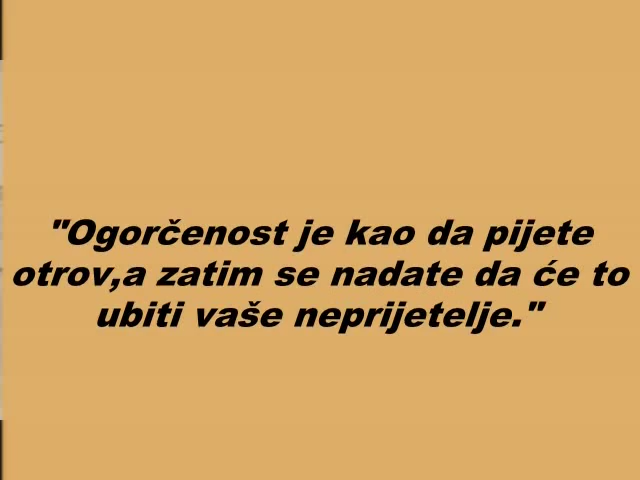 "Ogorčenost je kao da pijete
otrov,a zatim se nadate da će to
ubiti vaše neprijetelje."